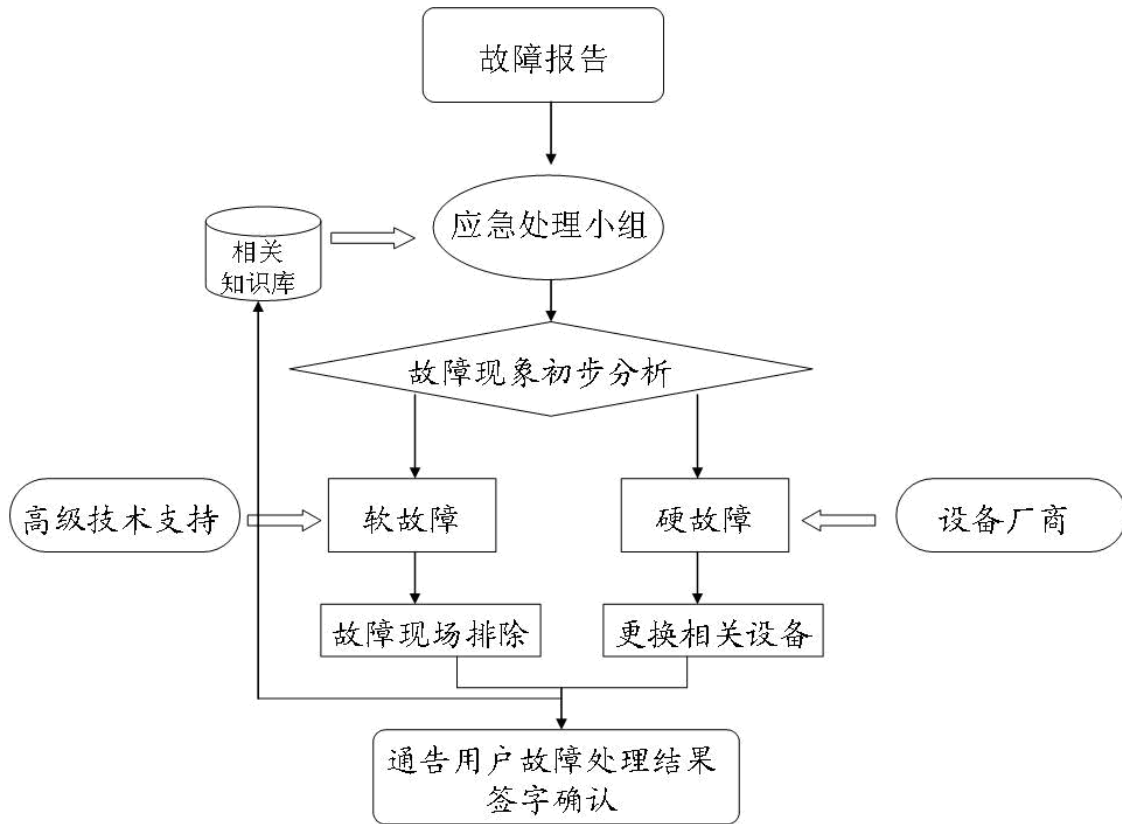 故障报告
应急处理小组
相关
知识库
故障现象初步分析
高级技术支持
软故障
硬故障
设备厂商
故障现场排除
更换相关设备
通告用户故障处理结果
签字确认